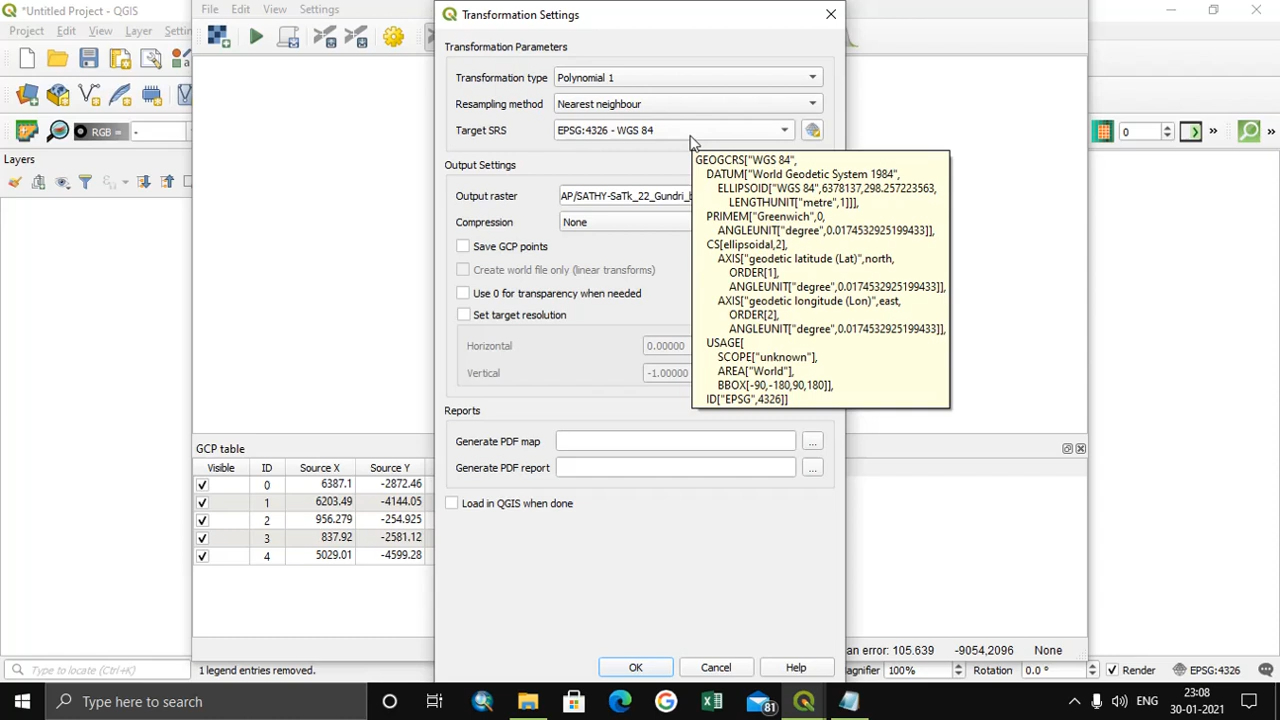 *Untitled Project - QGIS
Project
Edit
View
Layer
Settin
File
Edit
View
Settings
Transformation Settings
Transformation Parameters
Transformation type
Polynomial 1
Resampling method
Nearest neighbour
Target SRS
EPSG:4326 - WGS 84
RGB =
-
0
»
»
Layers
Output Settings
Output raster
AP/SATHY-SaTk_22_Gundri_b
Compression
None
Save GCP points
Create world file only (linear transforms)
Use 0 for transparency when needed
Set target resolution
Horizontal
0.00000
Vertical
-1.00000
GEOGCRS["WGS 84",
DATUM["World Geodetic System 1984",
ELLIPSOID["WGS 84",6378137,298.257223563,
LENGTHUNIT["metre",1]]],
PRIMEM["Greenwich",0,
ANGLEUNIT["degree",0.0174532925199433]],
CS[ellipsoidal,2],
AXIS["geodetic latitude (Lat)",north,
ORDER[1],
ANGLEUNIT["degree",0.0174532925199433]],
AXIS["geodetic longitude (Lon)",east,
ORDER[2],
ANGLEUNIT["degree",0.0174532925199433]],
USAGE[
SCOPE["unknown"],
AREA["World"],
BBOX[-90,-180,90,180]],
ID["EPSG",4326]]
Reports
Generate PDF map
...
Generate PDF report
...
Load in QGIS when done
GCP table
Visible ID Source X Source Y
0 6387.1 -2872.46
1 6203.49 -4144.05
2 956.279 -254.925
3 837.92 -2581.12
4 5029.01 -4599.28
OK
Cancel
Help
an error: 105.639
-9054,2096
None
Type to locate (Ctrl+K)
1 legend entries removed.
agnifier
100%
Rotation
0.0 °
Render
EPSG:4326
Type here to search
81
ENG
23:08
30-01-2021